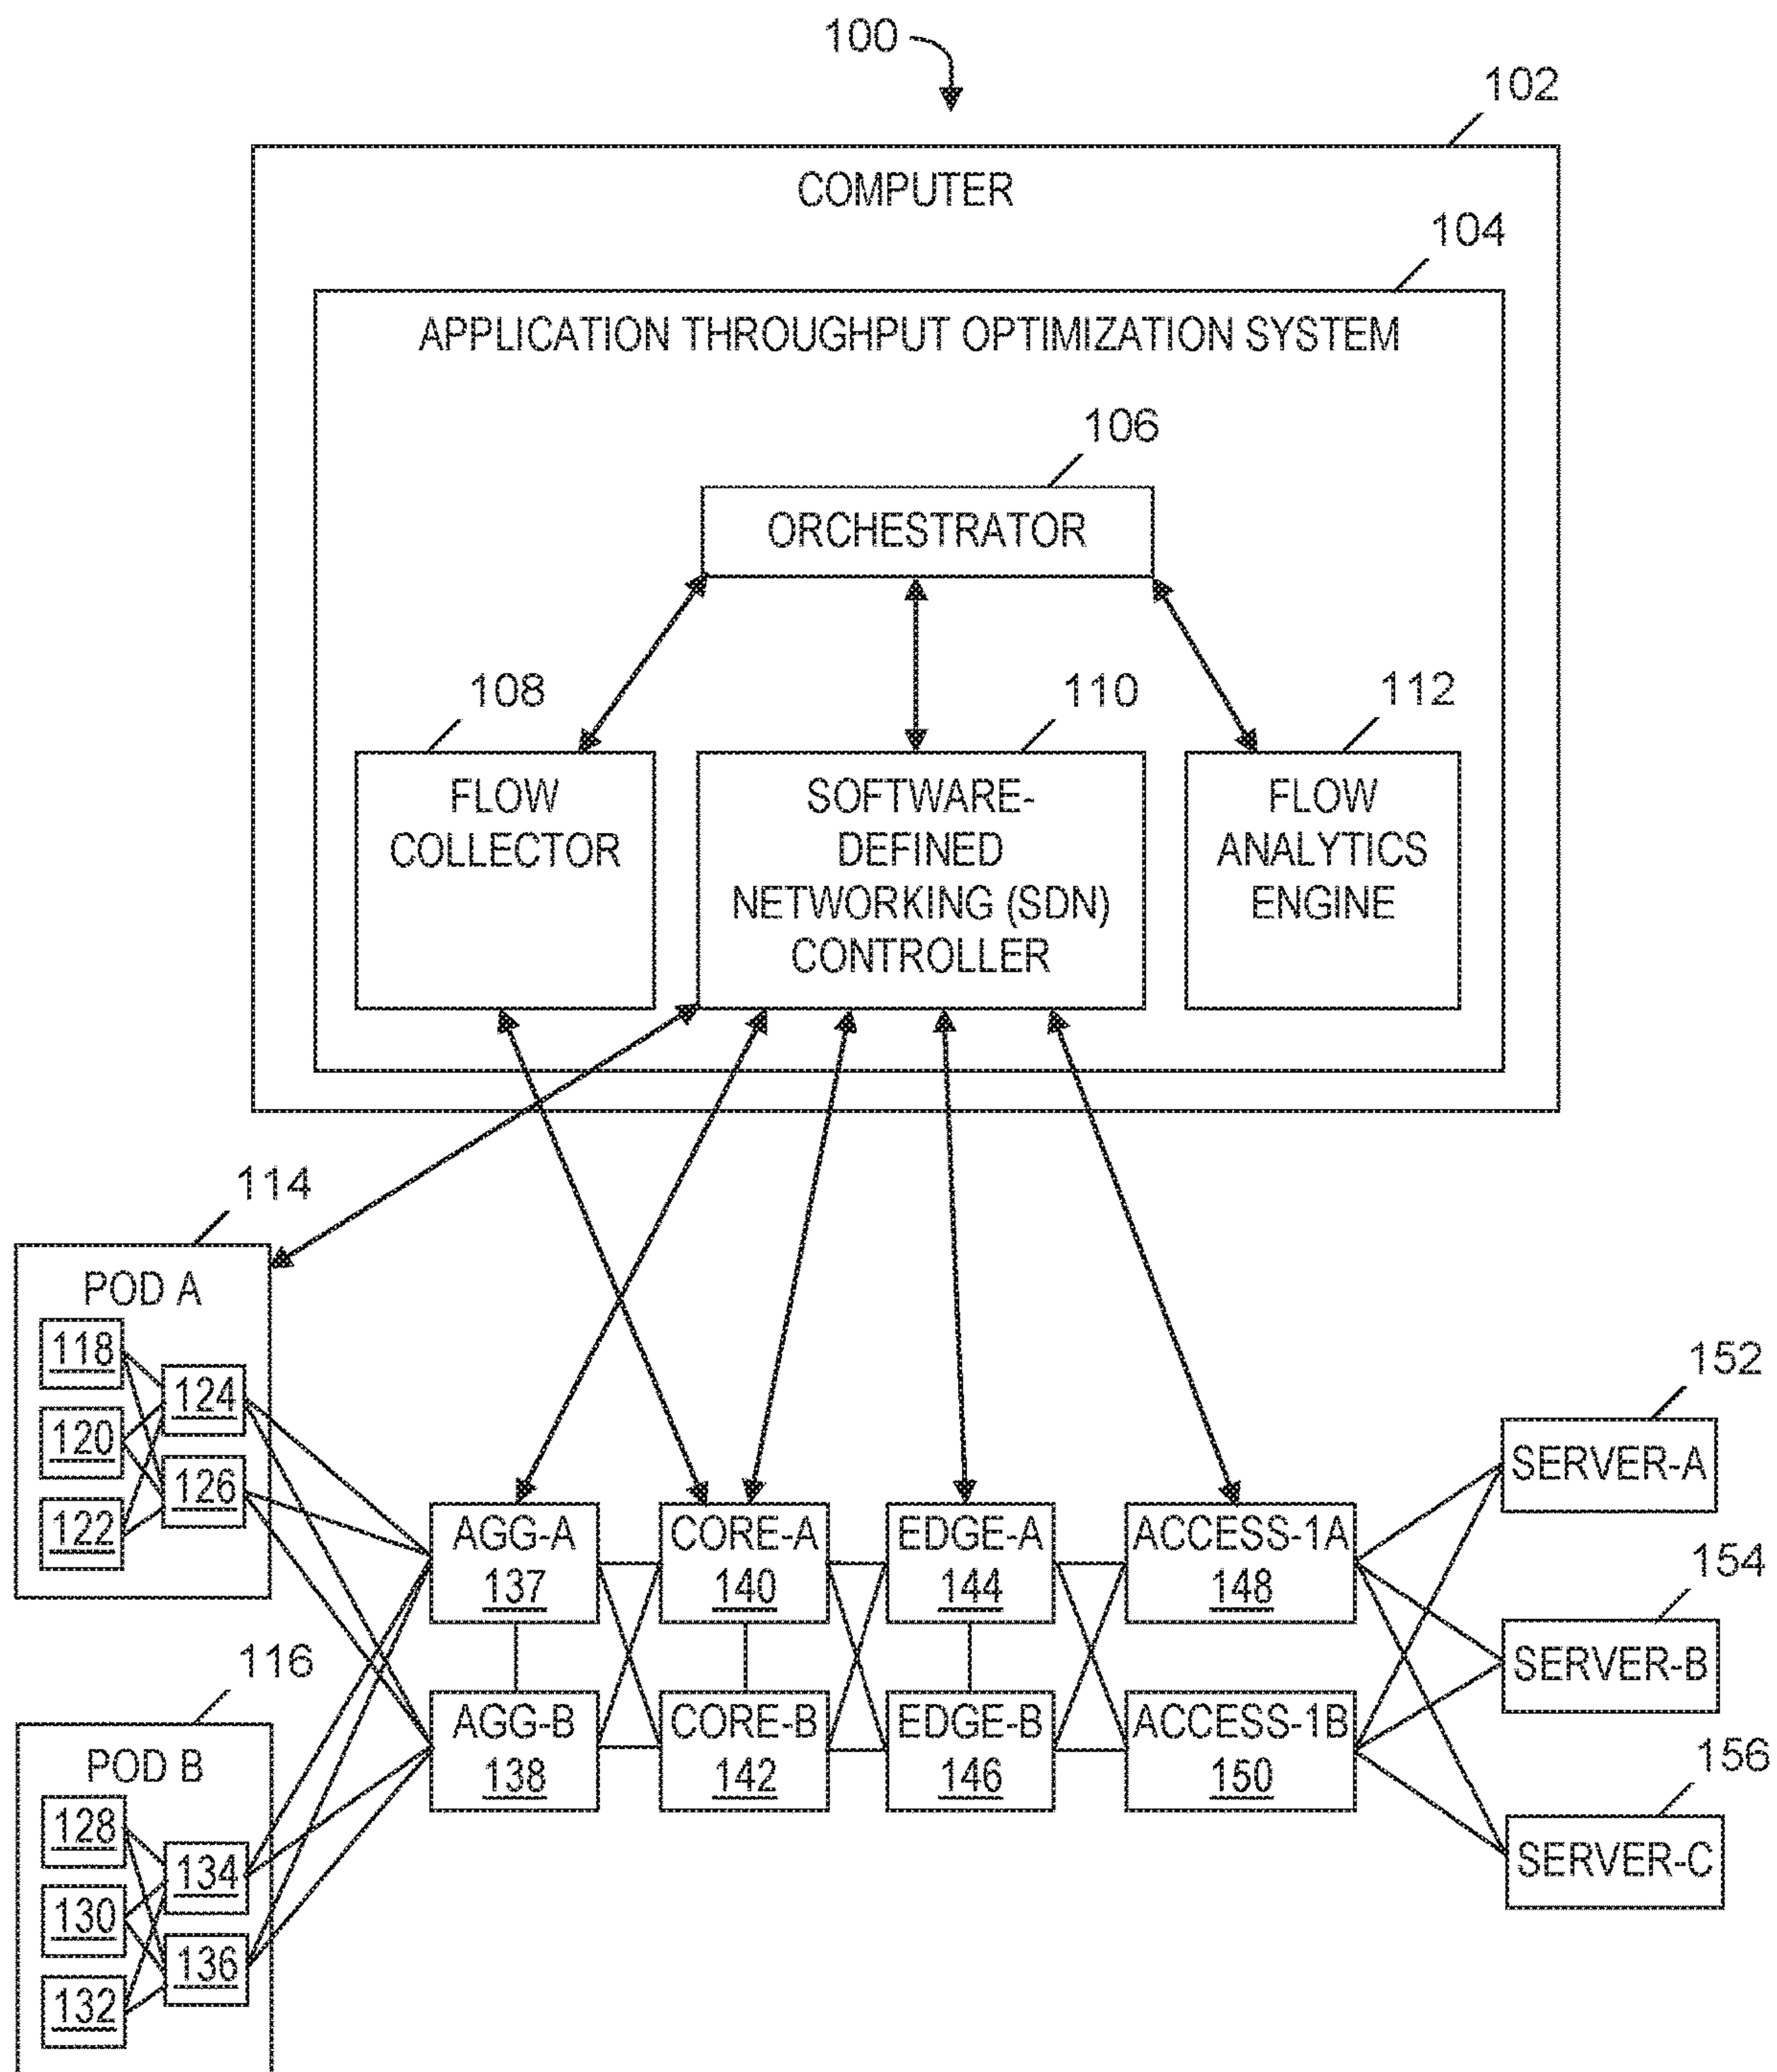 100
102
COMPUTER
104
APPLICATION THROUGHPUT OPTIMIZATION SYSTEM
106
ORCHESTRATOR
108
110
112
FLOW
COLLECTOR
SOFTWARE-
DEFINED
NETWORKING (SDN)
CONTROLLER
FLOW
ANALYTICS
ENGINE
114
POD A
118
120
122
124
126
116
POD B
128
130
132
134
136
AGG-A
137
AGG-B
138
CORE-A
140
CORE-B
142
EDGE-A
144
EDGE-B
146
ACCESS-1A
148
ACCESS-1B
150
152
SERVER-A
154
SERVER-B
156
SERVER-C